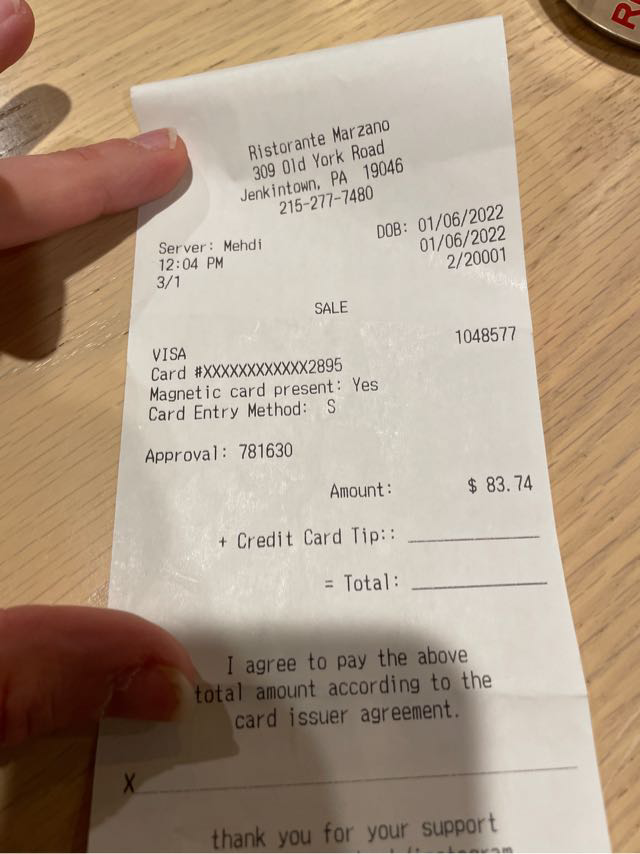 Ristorante Marzano
309 Old York Road
Jenkintown, PA 19046
215-277-7480
Server: Mehdi DOB: 01/06/2022
12:04 PM 01/06/2022
3/1 2/20001
SALE
VISA 1048577
Card #XXXXXXXXXXXX2895
Magnetic card present: Yes
Card Entry Method: S
Approval: 781630
Amount: $ 83.74
+ Credit Card Tip::
= Total:
I agree to pay the above
total amount according to the
card issuer agreement.
X
thank you for your support